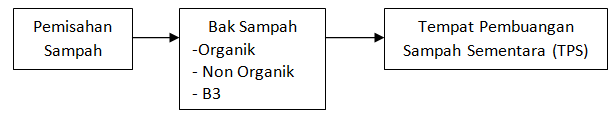 Pemisahan
Sampah
Bak Sampah
-Organik
- Non Organik
- B3
Tempat Pembuangan
Sampah Sementara (TPS)